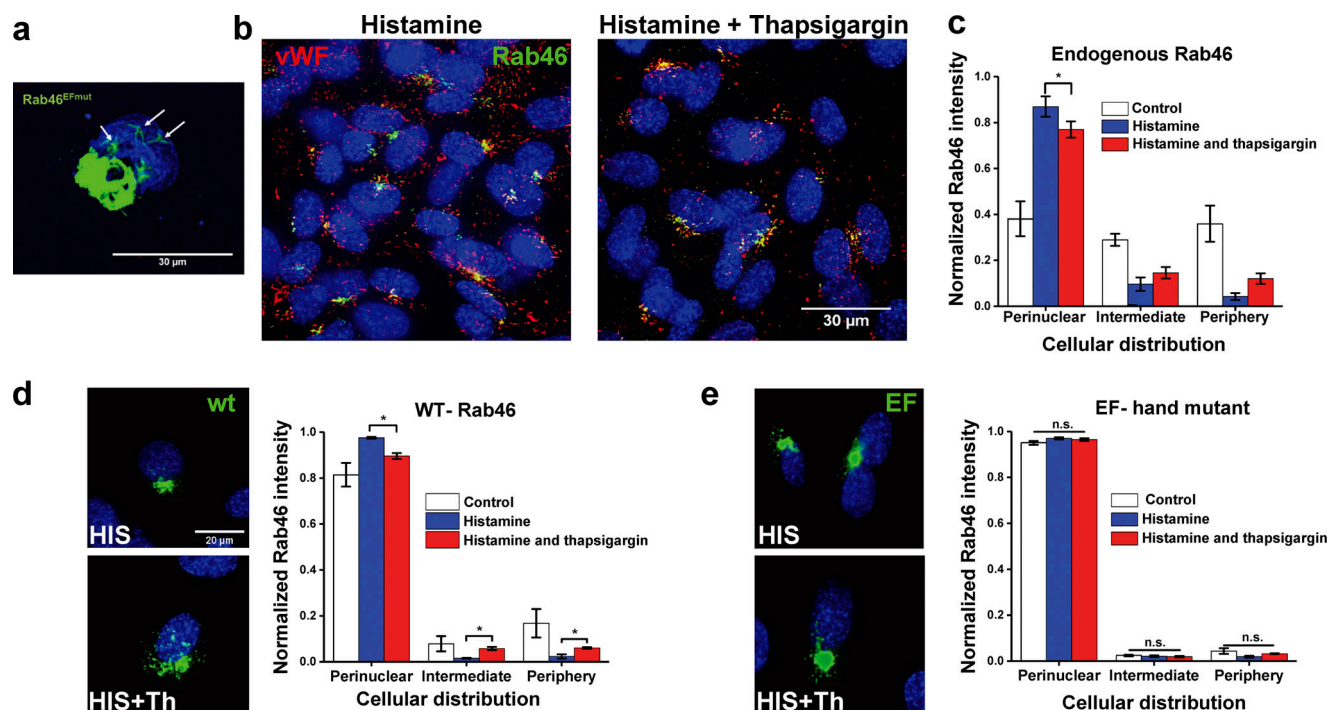 a
Rab46EFmut
30 µm
b
Histamine
Histamine + Thapsigargin
vWF
Rab46
30 µm
c
Endogenous Rab46
*
Control
Histamine
Histamine and thapsigargin
1.0
0.8
0.6
0.4
0.2
0.0
Normalized Rab46 intensity
Perinuclear
Intermediate
Periphery
Cellular distribution
d
wt
HIS
20 µm
HIS+Th
WT- Rab46
*
*
*
Control
Histamine
Histamine and thapsigargin
1.0
0.8
0.6
0.4
0.2
0.0
Normalized Rab46 intensity
Perinuclear
Intermediate
Periphery
Cellular distribution
e
EF
HIS
HIS+Th
EF- hand mutant
n.s.
n.s.
n.s.
Control
Histamine
Histamine and thapsigargin
1.0
0.8
0.6
0.4
0.2
0.0
Normalized Rab46 intensity
Perinuclear
Intermediate
Periphery
Cellular distribution